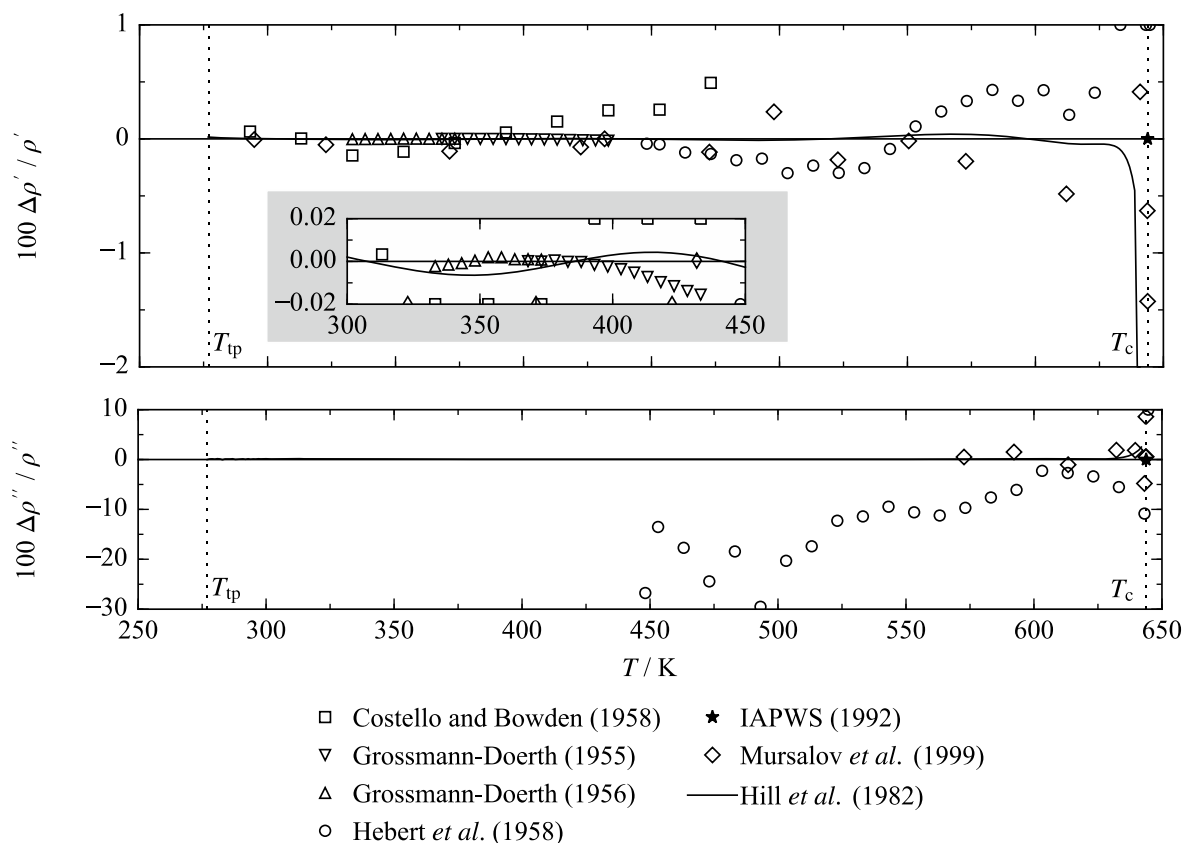 1
0
−1
−2
100 Δρ′ / ρ′
0.02
0.00
−0.02
300 350 400 450
T_tp T_c
10
0
−10
−20
−30
100 Δρ″ / ρ″
T_tp T_c
250 300 350 400 450 500 550 600 650
T / K
Costello and Bowden (1958)
Grossmann-Doerth (1955)
Grossmann-Doerth (1956)
Hebert et al. (1958)
IAPWS (1992)
Mursalov et al. (1999)
Hill et al. (1982)